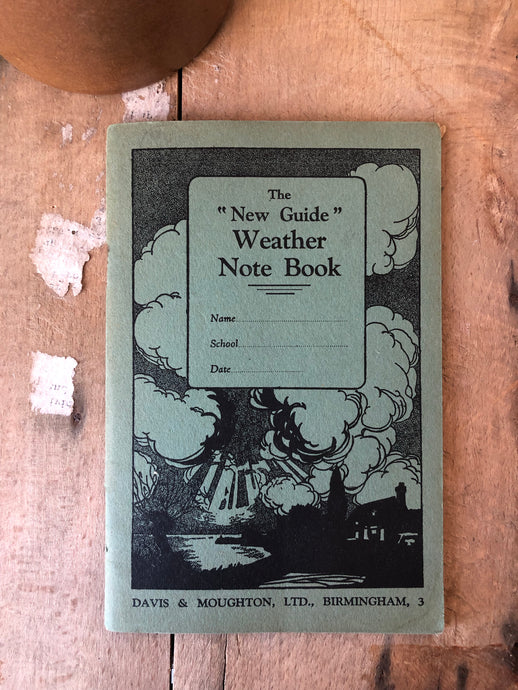 The
"New Guide"
Weather
Note Book
Name
School
Date
DAVIS & MOUGHTON, LTD., BIRMINGHAM, 3